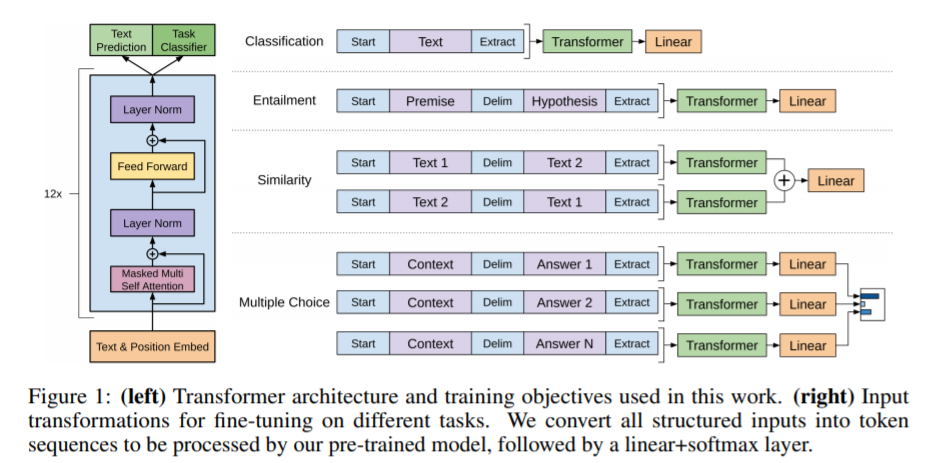 Text
Prediction
Task
Classifier
12x
Layer Norm
Feed Forward
Layer Norm
Masked Multi
Self Attention
Text & Position Embed
Classification
Start Text Extract Transformer Linear
Entailment
Start Premise Delim Hypothesis Extract Transformer Linear
Similarity
Start Text 1 Delim Text 2 Extract Transformer
+ Linear
Start Text 2 Delim Text 1 Extract Transformer
Multiple Choice
Start Context Delim Answer 1 Extract Transformer Linear
Start Context Delim Answer 2 Extract Transformer Linear
Start Context Delim Answer N Extract Transformer Linear
Figure 1: (left) Transformer architecture and training objectives used in this work. (right) Input
transformations for fine-tuning on different tasks. We convert all structured inputs into token
sequences to be processed by our pre-trained model, followed by a linear+softmax layer.